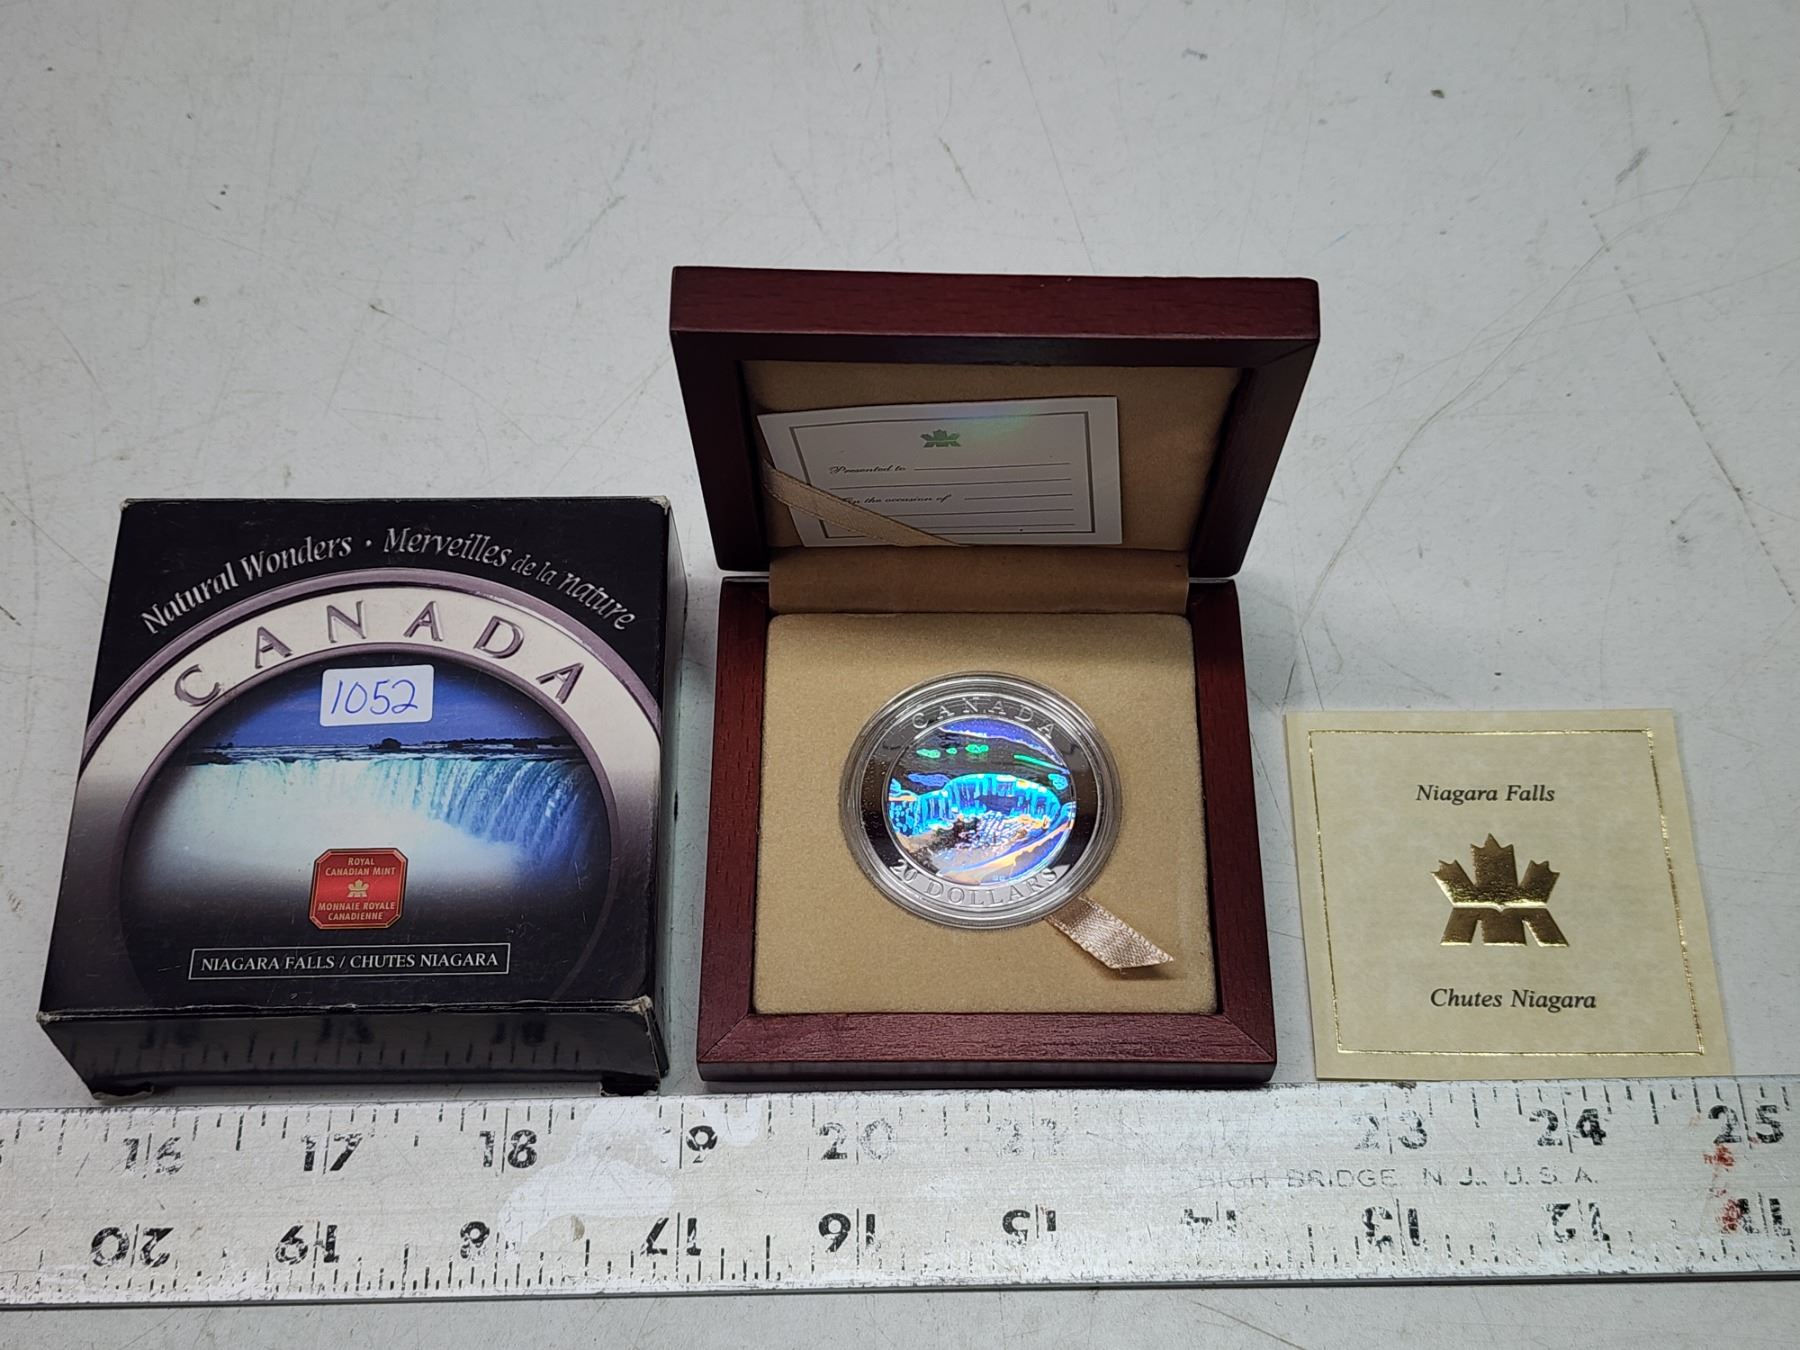 Natural Wonders · Merveilles de la nature
CANADA
1052
ROYAL
CANADIAN MINT
MONNAIE ROYALE
CANADIENNE
NIAGARA FALLS / CHUTES NIAGARA
Presented to
On the occasion of
CANADA
20 DOLLARS
Niagara Falls
Chutes Niagara
16 17 18 19 20 23 24 25
HIGH BRIDGE, N.J., U.S.A.
20 19 18 17 16 15 14 13 12 11